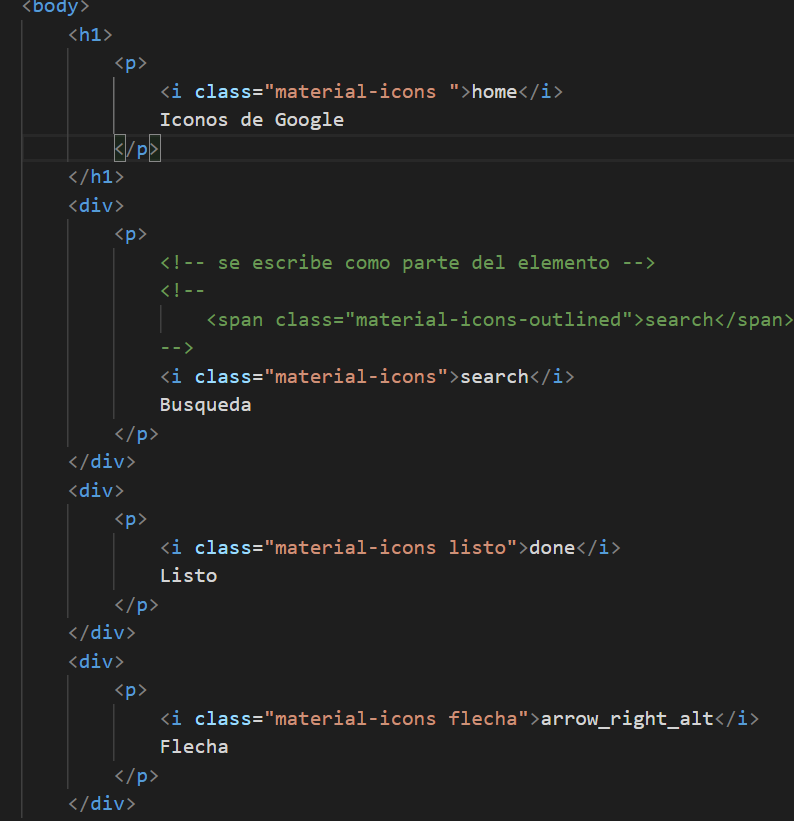 <body>
<h1>
<p>
<i class="material-icons ">home</i>
Iconos de Google
</p>
</h1>
<div>
<p>
<!-- se escribe como parte del elemento -->
<!--
<span class="material-icons-outlined">search</span>
-->
<i class="material-icons">search</i>
Busqueda
</p>
</div>
<div>
<p>
<i class="material-icons listo">done</i>
Listo
</p>
</div>
<div>
<p>
<i class="material-icons flecha">arrow_right_alt</i>
Flecha
</p>
</div>